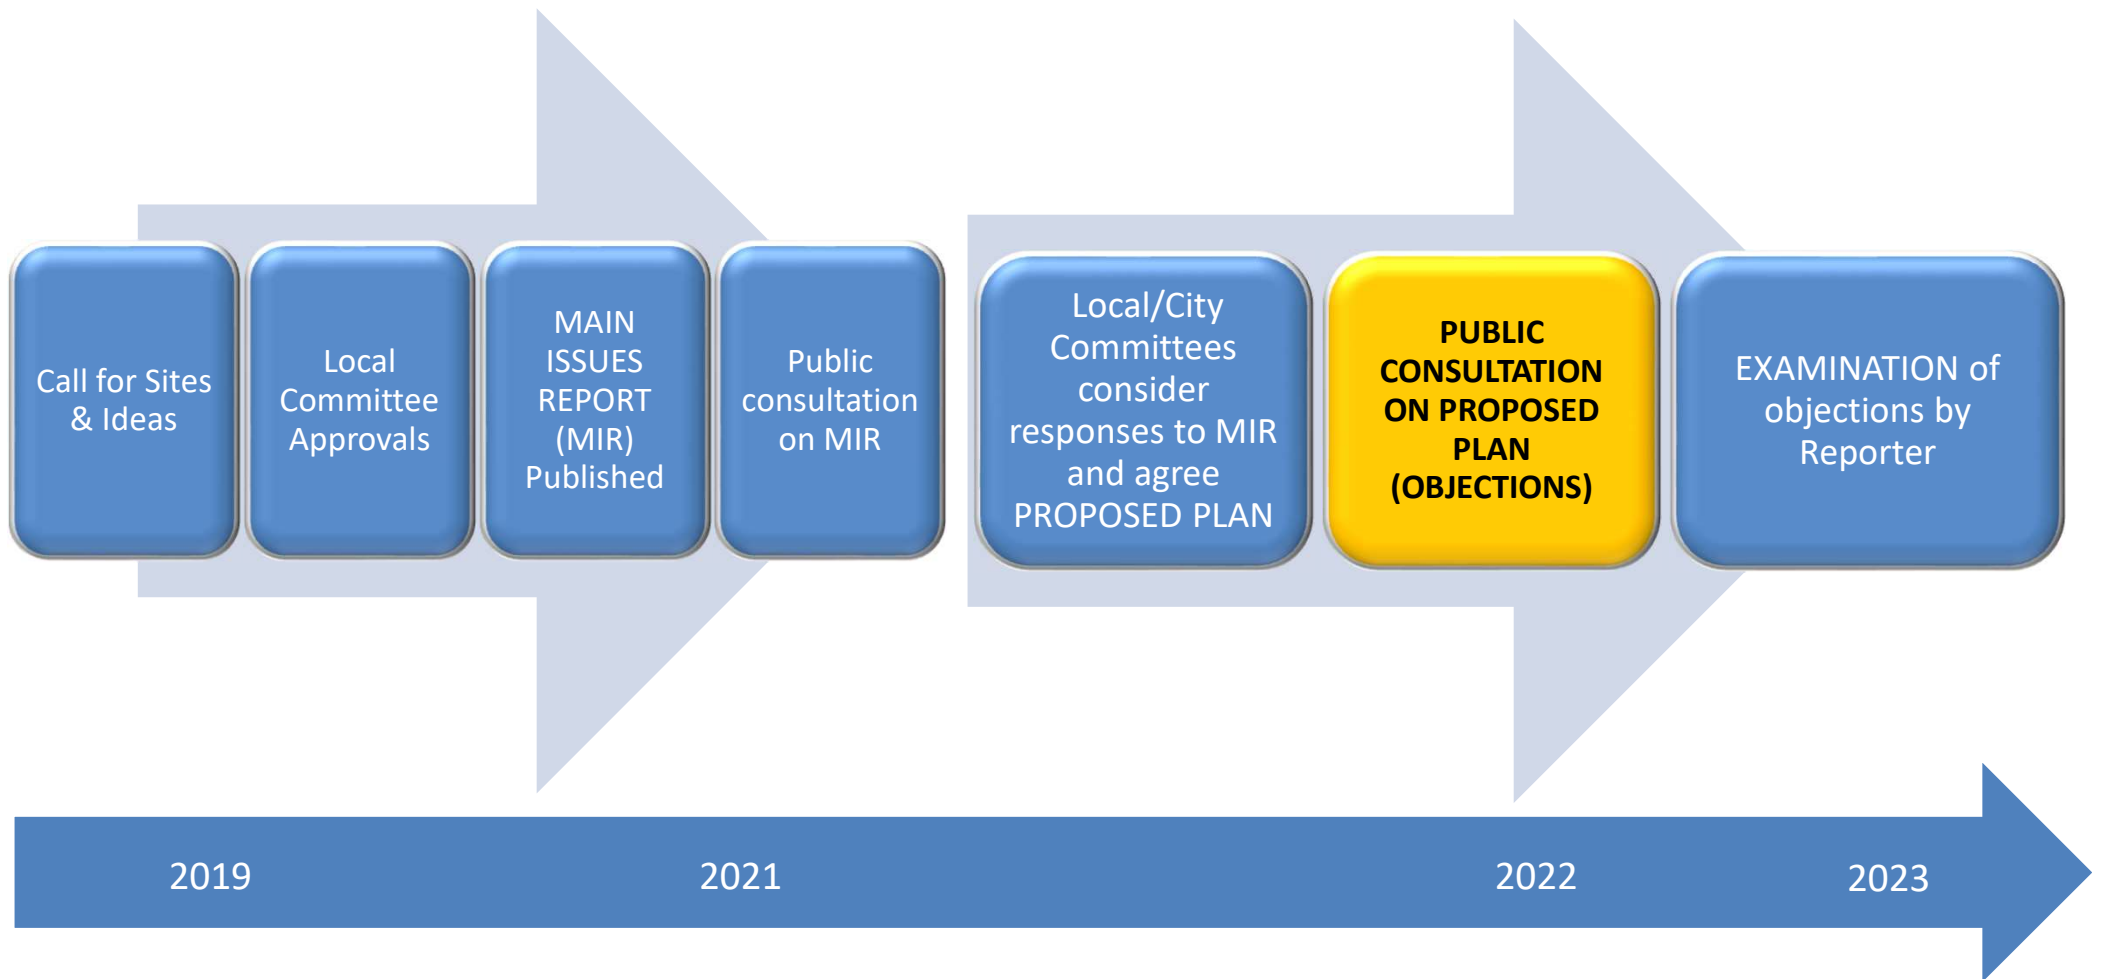 Call for Sites
& Ideas
Local
Committee
Approvals
MAIN
ISSUES
REPORT
(MIR)
Published
Public
consultation
on MIR
Local/City
Committees
consider
responses to MIR
and agree
PROPOSED PLAN
PUBLIC
CONSULTATION
ON PROPOSED
PLAN
(OBJECTIONS)
EXAMINATION of
objections by
Reporter
2019
2021
2022
2023